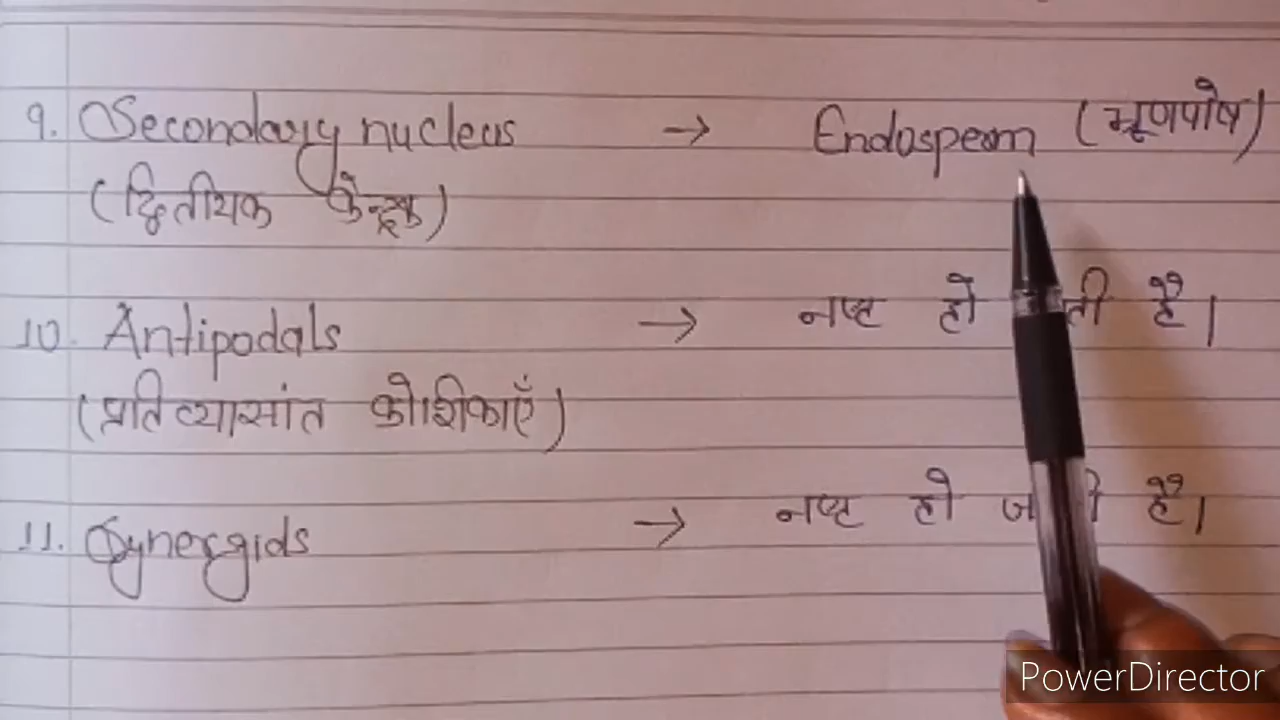 9. Secondary nucleus → Endosperm (भ्रूणपोष)
(द्वितीयक केन्द्रक)
10. Antipodals → नष्ट हो ती है।
(प्रतिव्यासांत कोशिकाएँ)
11. Synergids → नष्ट हो ज ी है।
PowerDirector